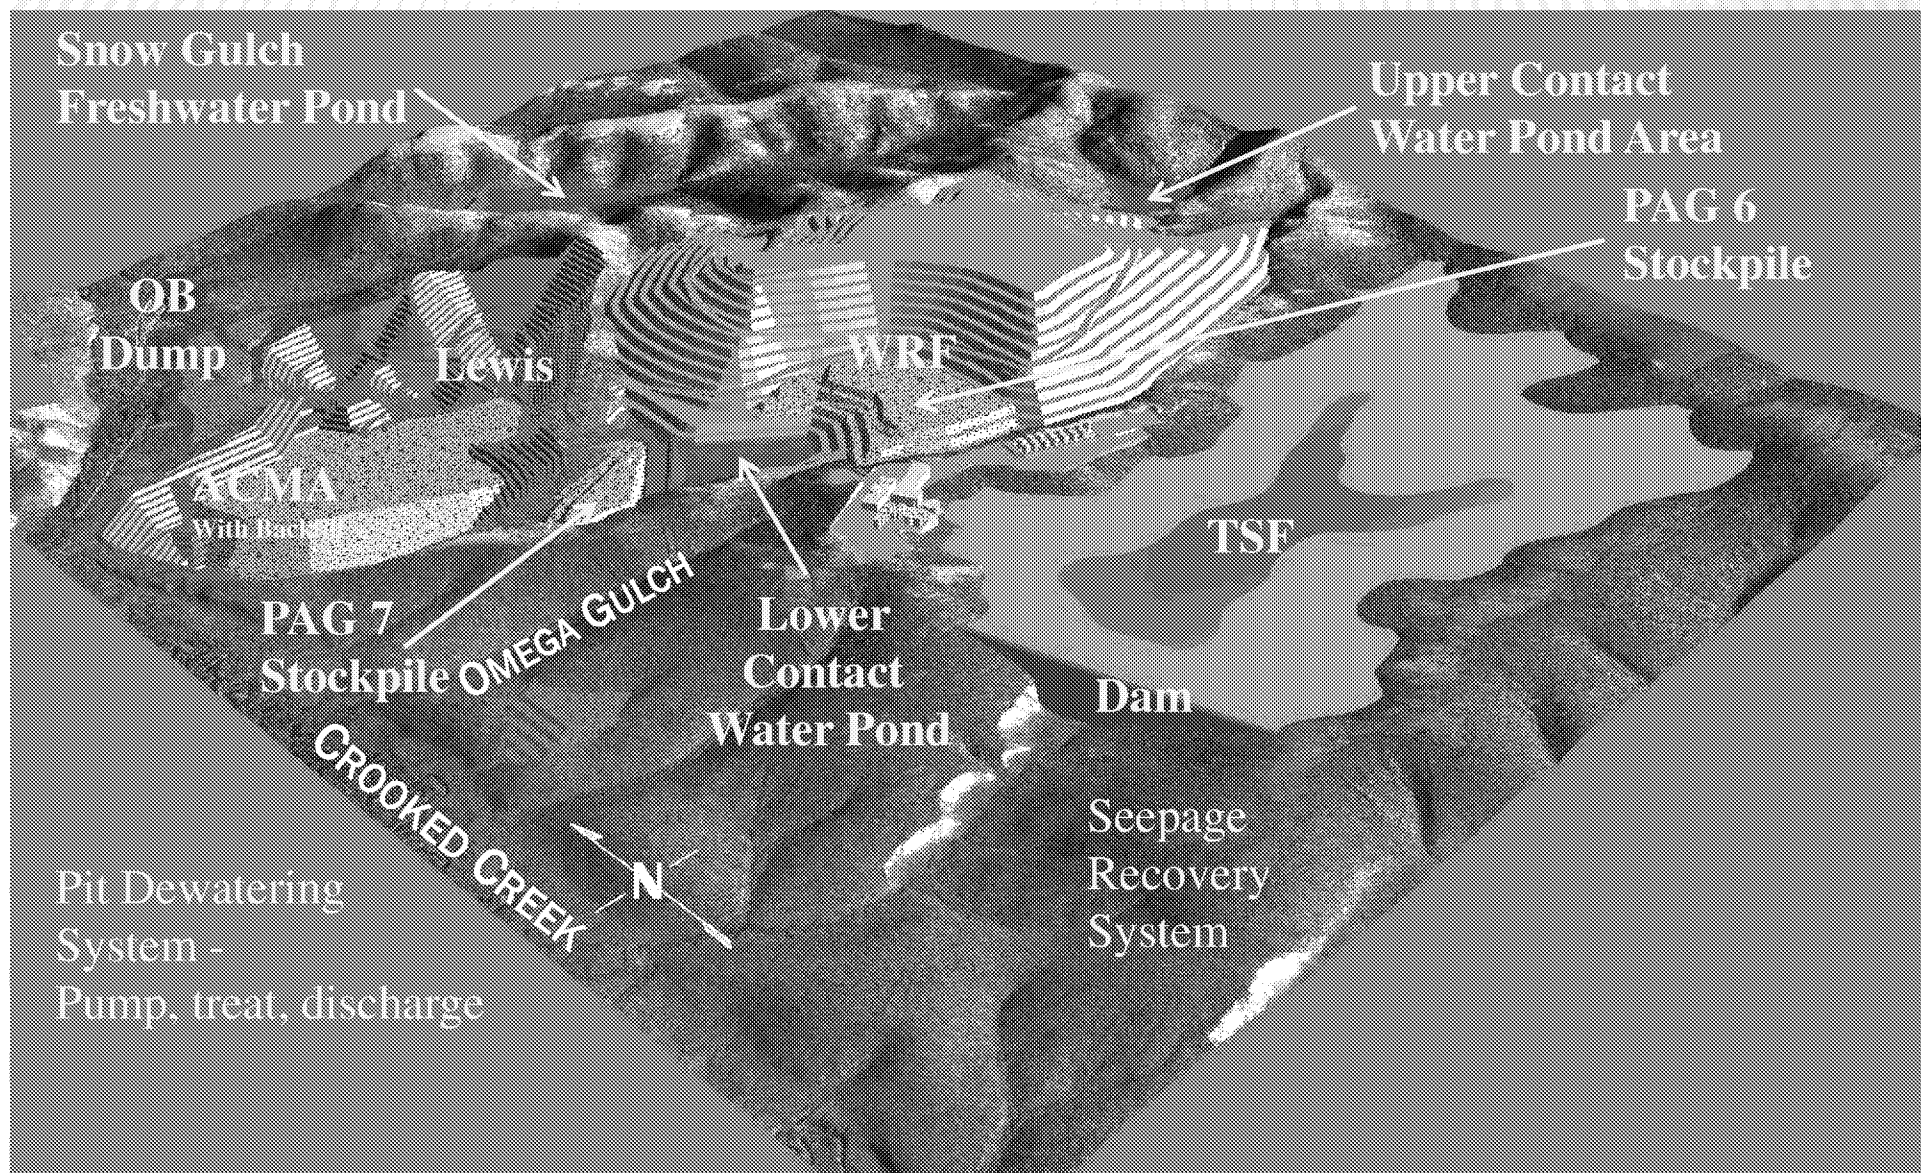 Snow Gulch
Freshwater Pond
Upper Contact
Water Pond Area
PAG 6
Stockpile
OB
Dump
Lewis
WRF
ACMA
With Backfill
TSF
PAG 7
Stockpile
OMEGA GULCH
Lower
Contact
Water Pond
Dam
CROOKED CREEK
N
Seepage
Recovery
System
Pit Dewatering
System -
Pump, treat, discharge